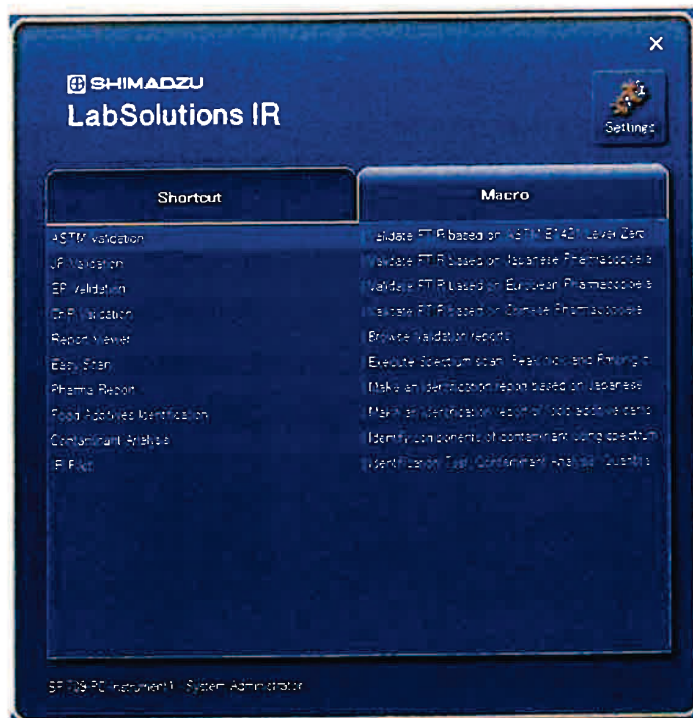 SHIMADZU
LabSolutions IR
Settings
Shortcut Macro
ASTM Validation Validate FTIR based on ASTM E1421 Level Zero
JP Validation Validate FTIR based on Japanese Pharmacopoeia
EP Validation Validate FTIR based on European Pharmacopoeia
ChP Validation Validate FTIR based on Chinese Pharmacopoeia
Report Viewer Browse validation reports
Easy Scan Execute Spectrum scan, Peak pick and
Pharma Report Make an identification report based on Japanese
Food Additives Identification Make an identification report of food additive
Contaminant Analysis Identify components of contaminant using spectrum
IR Pilot Identification Test, Contaminant Analysis,
PC Instrument1 System Administrator